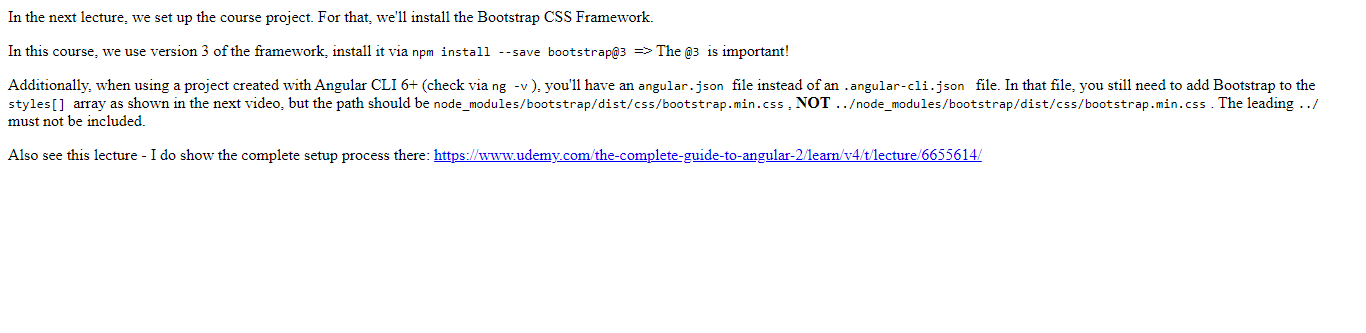 In the next lecture, we set up the course project. For that, we'll install the Bootstrap CSS Framework.
In this course, we use version 3 of the framework, install it via npm install --save bootstrap@3 => The @3 is important!
Additionally, when using a project created with Angular CLI 6+ (check via ng -v ), you'll have an angular.json file instead of an .angular-cli.json file. In that file, you still need to add Bootstrap to the
styles[] array as shown in the next video, but the path should be node_modules/bootstrap/dist/css/bootstrap.min.css , NOT ../node_modules/bootstrap/dist/css/bootstrap.min.css . The leading ../
must not be included.
Also see this lecture - I do show the complete setup process there: https://www.udemy.com/the-complete-guide-to-angular-2/learn/v4/t/lecture/6655614/